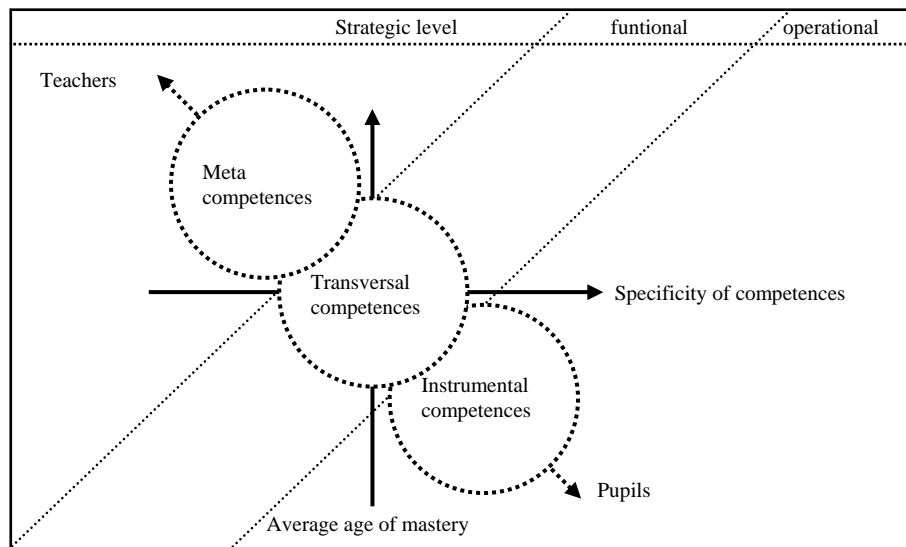 Strategic level funtional operational
Teachers
Meta
competences
Transversal
competences
Specificity of competences
Instrumental
competences
Pupils
Average age of mastery